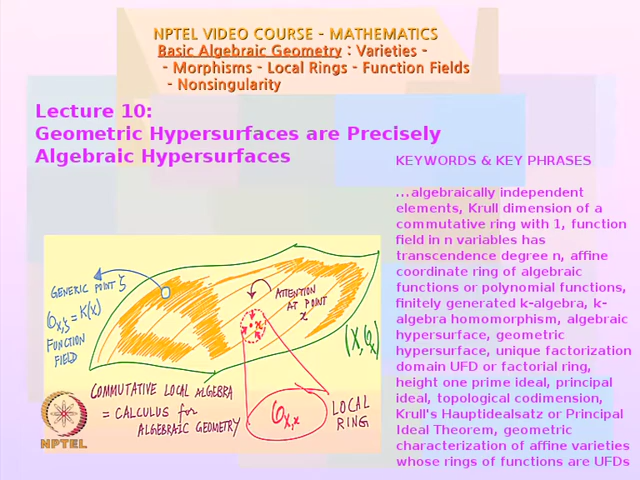 NPTEL VIDEO COURSE - MATHEMATICS
Basic Algebraic Geometry : Varieties -
- Morphisms - Local Rings - Function Fields
- Nonsingularity
Lecture 10:
Geometric Hypersurfaces are Precisely
Algebraic Hypersurfaces
KEYWORDS & KEY PHRASES
...algebraically independent
elements, Krull dimension of a
commutative ring with 1, function
field in n variables has
transcendence degree n, affine
coordinate ring of algebraic
functions or polynomial functions,
finitely generated k-algebra, k-
algebra homomorphism, algebraic
hypersurface, geometric
hypersurface, unique factorization
domain UFD or factorial ring,
height one prime ideal, principal
ideal, topological codimension,
Krull's Hauptidealsatz or Principal
Ideal Theorem, geometric
characterization of affine varieties
whose rings of functions are UFDs
GENERIC POINT ξ
𝒪X,ξ = K(X)
FUNCTION
FIELD
ATTENTION
AT POINT
x
(X, 𝒪X)
COMMUTATIVE LOCAL ALGEBRA
= CALCULUS for
ALGEBRAIC GEOMETRY
𝒪X,x
LOCAL
RING
NPTEL